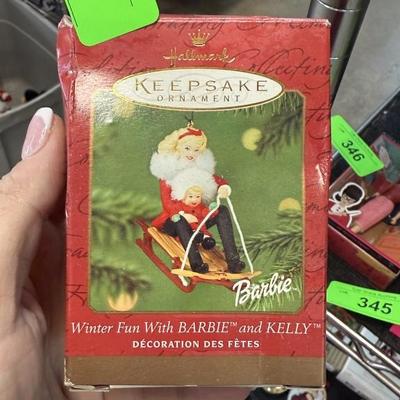 Hallmark
KEEPSAKE
ORNAMENT
Barbie
Winter Fun With BARBIE™ and KELLY™
DÉCORATION DES FÊTES
346
345